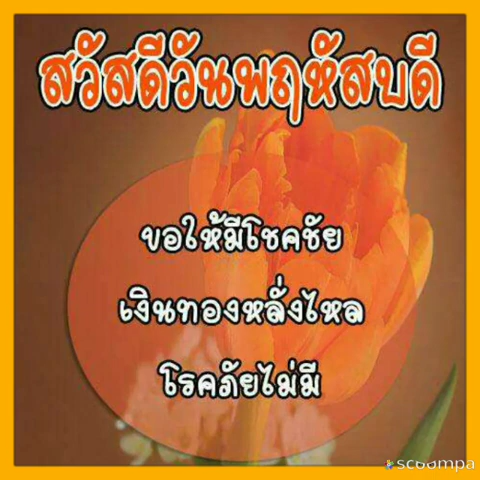 สวัสดีวันพฤหัสบดี
ขอให้มีโชคชัย
เงินทองหลั่งไหล
โรคภัยไม่มี
scoompa